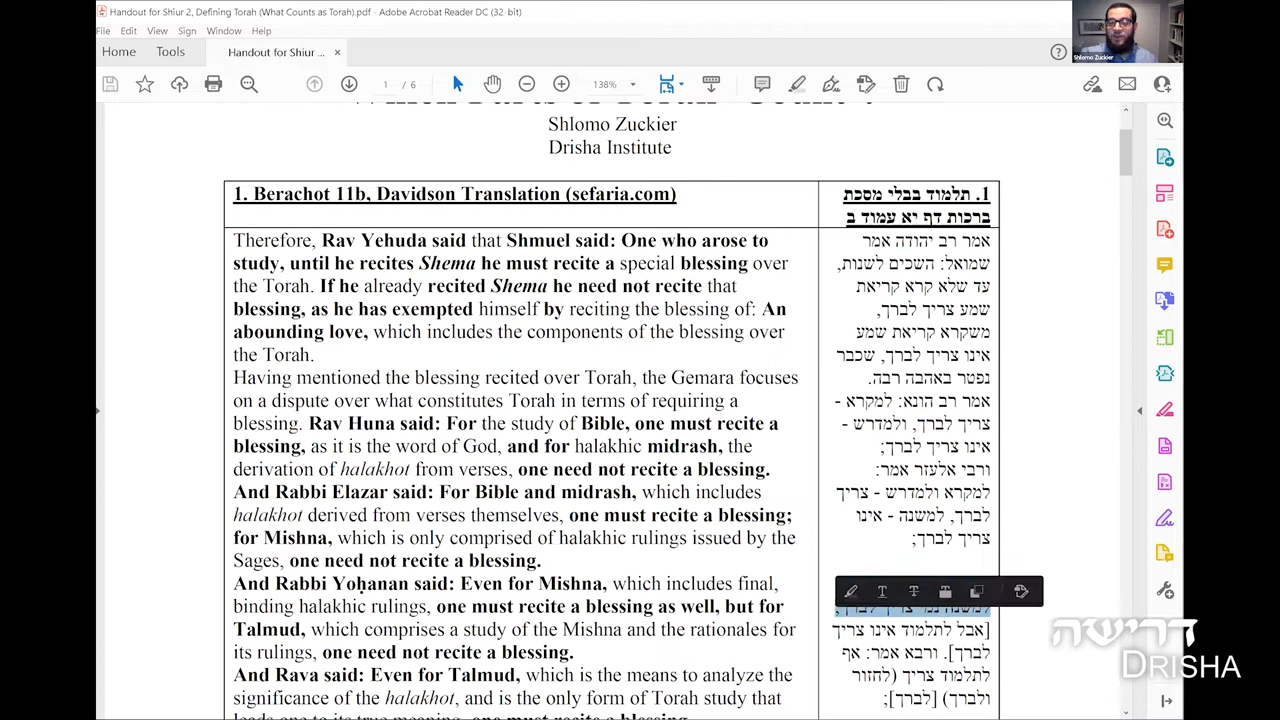 Handout for Shiur 2, Defining Torah (What Counts as Torah).pdf - Adobe Acrobat Reader DC (32-bit)
File Edit View Sign Window Help
Home Tools Handout for Shiur ... ×
1 / 6 138%
Shlomo Zuckier
Shlomo Zuckier
Drisha Institute
1. Berachot 11b, Davidson Translation (sefaria.com)
Therefore, Rav Yehuda said that Shmuel said: One who arose to
study, until he recites Shema he must recite a special blessing over
the Torah. If he already recited Shema he need not recite that
blessing, as he has exempted himself by reciting the blessing of: An
abounding love, which includes the components of the blessing over
the Torah.
Having mentioned the blessing recited over Torah, the Gemara focuses
on a dispute over what constitutes Torah in terms of requiring a
blessing. Rav Huna said: For the study of Bible, one must recite a
blessing, as it is the word of God, and for halakhic midrash, the
derivation of halakhot from verses, one need not recite a blessing.
And Rabbi Elazar said: For Bible and midrash, which includes
halakhot derived from verses themselves, one must recite a blessing;
for Mishna, which is only comprised of halakhic rulings issued by the
Sages, one need not recite a blessing.
And Rabbi Yoḥanan said: Even for Mishna, which includes final,
binding halakhic rulings, one must recite a blessing as well, but for
Talmud, which comprises a study of the Mishna and the rationales for
its rulings, one need not recite a blessing.
And Rava said: Even for Talmud, which is the means to analyze the
significance of the halakhot, and is the only form of Torah study that
1. תלמוד בבלי מסכת
ברכות דף יא עמוד ב
אמר רב יהודה אמר
שמואל: השכים לשנות,
עד שלא קרא קריאת
שמע צריך לברך,
משקרא קריאת שמע
אינו צריך לברך, שכבר
נפטר באהבה רבה.
אמר רב הונא: למקרא -
צריך לברך, ולמדרש -
אינו צריך לברך;
ורבי אלעזר אמר:
למקרא ולמדרש - צריך
לברך, למשנה - אינו
צריך לברך;
למשנה נמי צריך לברך,
[אבל לתלמוד אינו צריך
לברך]. ורבא אמר: אף
לתלמוד צריך (לחזור
ולברך) [לברך];
דרישה
DRISHA